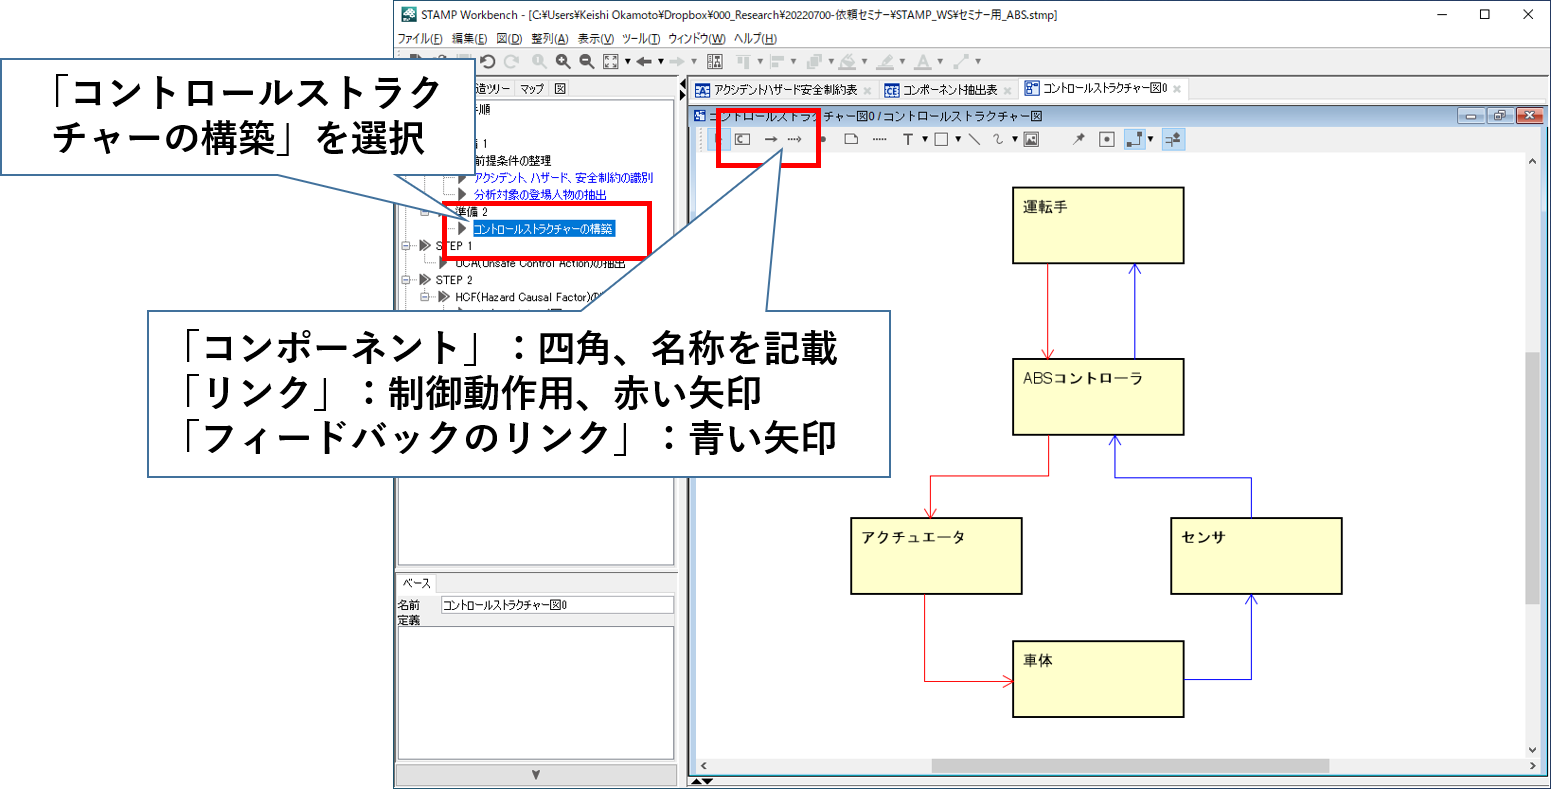 STAMP Workbench - [C:¥Users¥Keishi Okamoto¥Dropbox¥000_Research¥20220700-依頼セミナー¥STAMP_WS¥セミナー用_ABS.stmp]
ファイル(F) 編集(E) 図(D) 整列(A) 表示(V) ツール(T) ウィンドウ(W) ヘルプ(H)
「コントロールストラク
チャーの構築」を選択
造ツリー マップ 図
手順
1
前提条件の整理
アクシデント、ハザード、安全制約の識別
分析対象の登場人物の抽出
準備 2
コントロールストラクチャーの構築
STEP 1
UCA(Unsafe Control Action)の抽出
STEP 2
HCF(Hazard Causal Factor)の
「コンポーネント」：四角、名称を記載
「リンク」：制御動作用、赤い矢印
「フィードバックのリンク」：青い矢印
ベース
名前 コントロールストラクチャー図0
定義
アクシデントハザード安全制約表 コンポーネント抽出表 コントロールストラクチャー図0
コントロールストラクチャー図0 / コントロールストラクチャー図
運転手
ABSコントローラ
アクチュエータ
センサ
車体